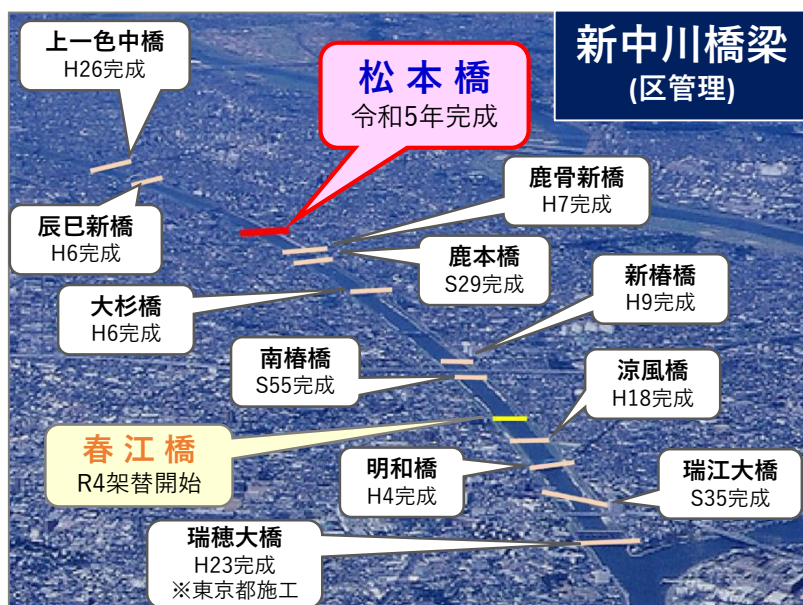 新中川橋梁
(区管理)
上一色中橋
H26完成
松本橋
令和5年完成
辰巳新橋
H6完成
鹿骨新橋
H7完成
鹿本橋
S29完成
大杉橋
H6完成
新椿橋
H9完成
南椿橋
S55完成
涼風橋
H18完成
春江橋
R4架替開始
明和橋
H4完成
瑞江大橋
S35完成
瑞穂大橋
H23完成
※東京都施工